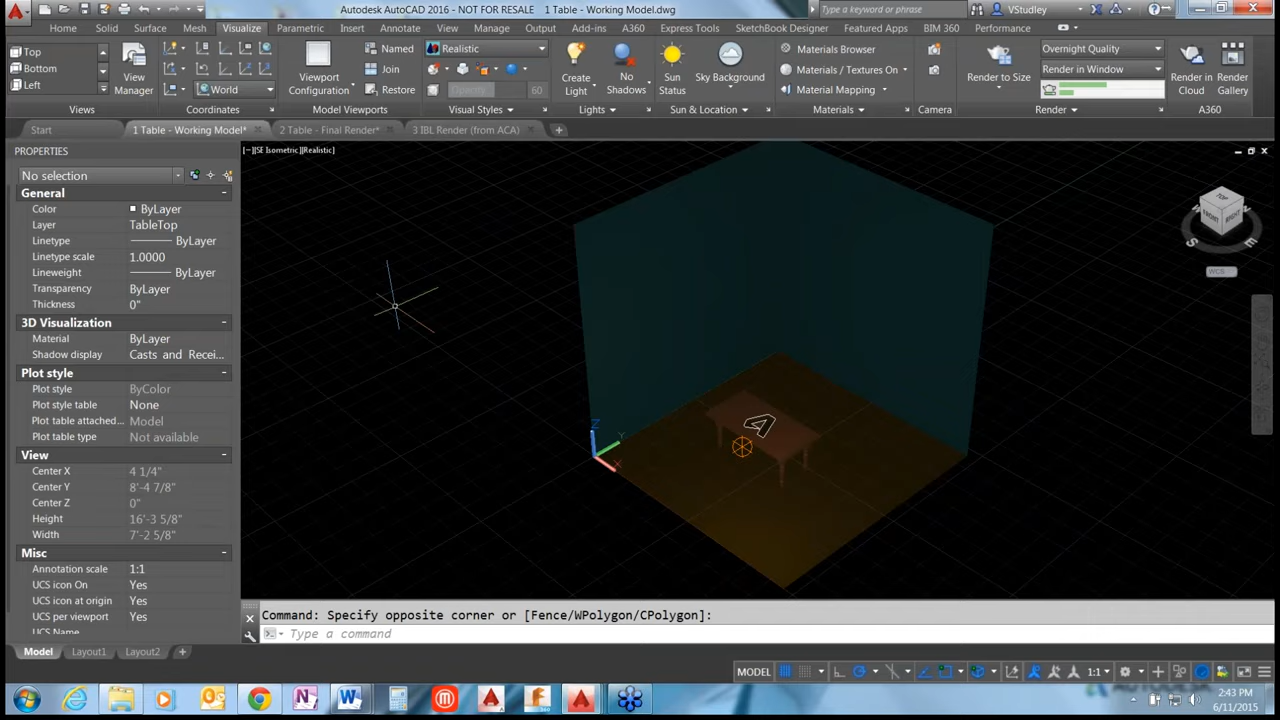 Autodesk AutoCAD 2016 - NOT FOR RESALE 1 Table - Working Model.dwg
Type a keyword or phrase
VStudley
Home Solid Surface Mesh Visualize Parametric Insert Annotate View Manage Output Add-ins A360 Express Tools SketchBook Designer Featured Apps BIM 360 Performance
Top
Bottom
Left
View Manager
World
Viewport Configuration
Named
Join
Restore
Realistic
Opacity 60
Create Light
No Shadows
Sun Status
Sky Background
Materials Browser
Materials / Textures On
Material Mapping
Render to Size
Overnight Quality
Render in Window
Render in Cloud
Render Gallery
Views Coordinates Model Viewports Visual Styles Lights Sun & Location Materials Camera Render A360
Start 1 Table - Working Model* 2 Table - Final Render* 3 IBL Render (from ACA)
PROPERTIES
[−][SE Isometric][Realistic]
No selection
General
Color ByLayer
Layer TableTop
Linetype ByLayer
Linetype scale 1.0000
Lineweight ByLayer
Transparency ByLayer
Thickness 0"
3D Visualization
Material ByLayer
Shadow display Casts and Recei...
Plot style
Plot style ByColor
Plot style table None
Plot table attached... Model
Plot table type Not available
View
Center X 4 1/4"
Center Y 8'-4 7/8"
Center Z 0"
Height 16'-3 5/8"
Width 7'-2 5/8"
Misc
Annotation scale 1:1
UCS icon On Yes
UCS icon at origin Yes
UCS per viewport Yes
UCS Name
TOP
FRONT
RIGHT
S
E
WCS
Z
Y
X
A
Command: Specify opposite corner or [Fence/WPolygon/CPolygon]:
Type a command
Model Layout1 Layout2
MODEL
1:1
2:43 PM
6/11/2015